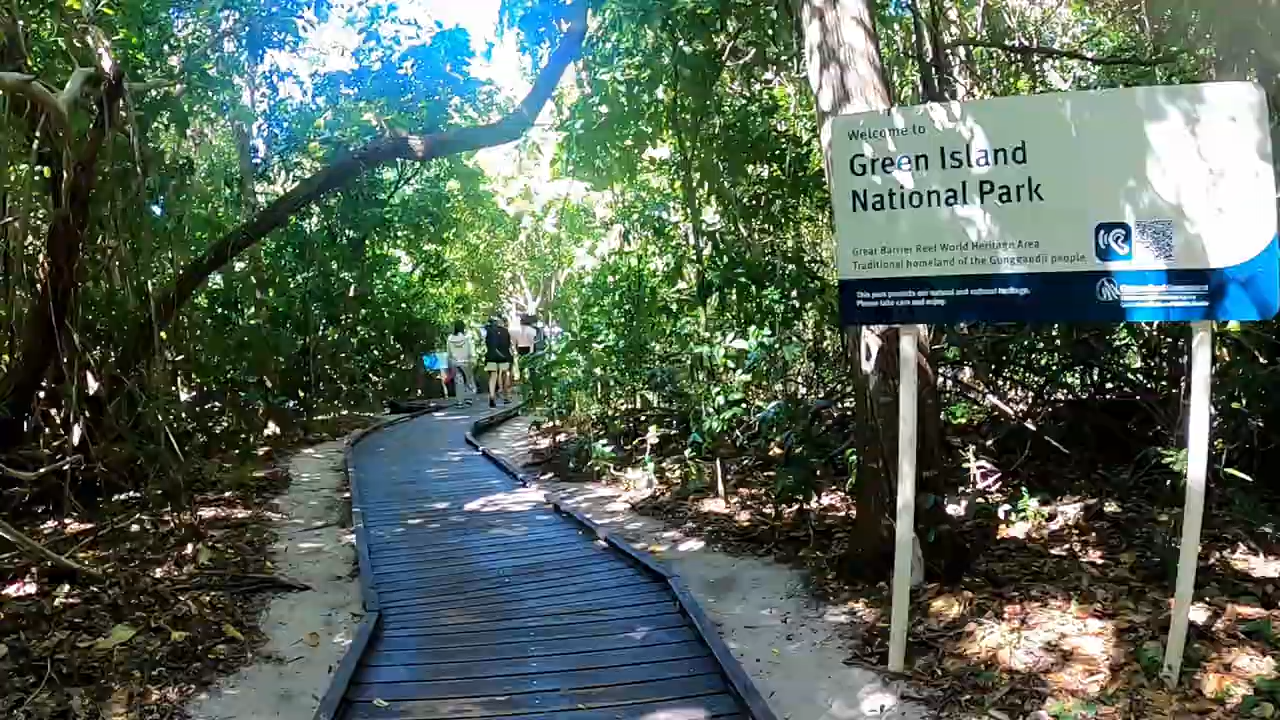 Welcome to
Green Island
National Park
Great Barrier Reef World Heritage Area
Traditional homeland of the Gunggandji people
This park protects our natural and cultural heritage.
Please take care and enjoy.